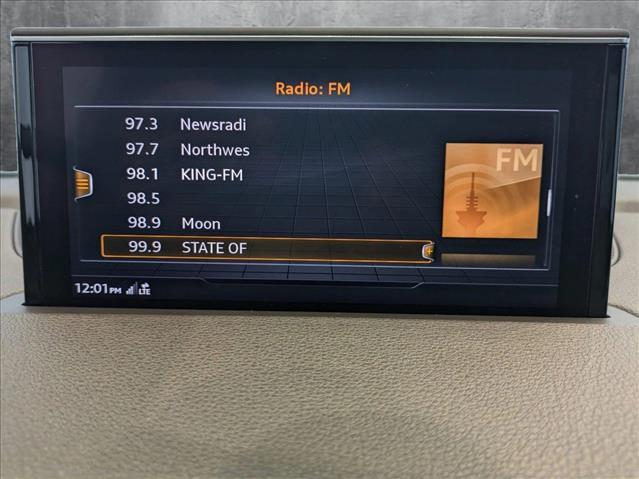 Radio: FM
97.3 Newsradi
97.7 Northwes
98.1 KING-FM
98.5
98.9 Moon
99.9 STATE OF
FM
12:01PM LTE